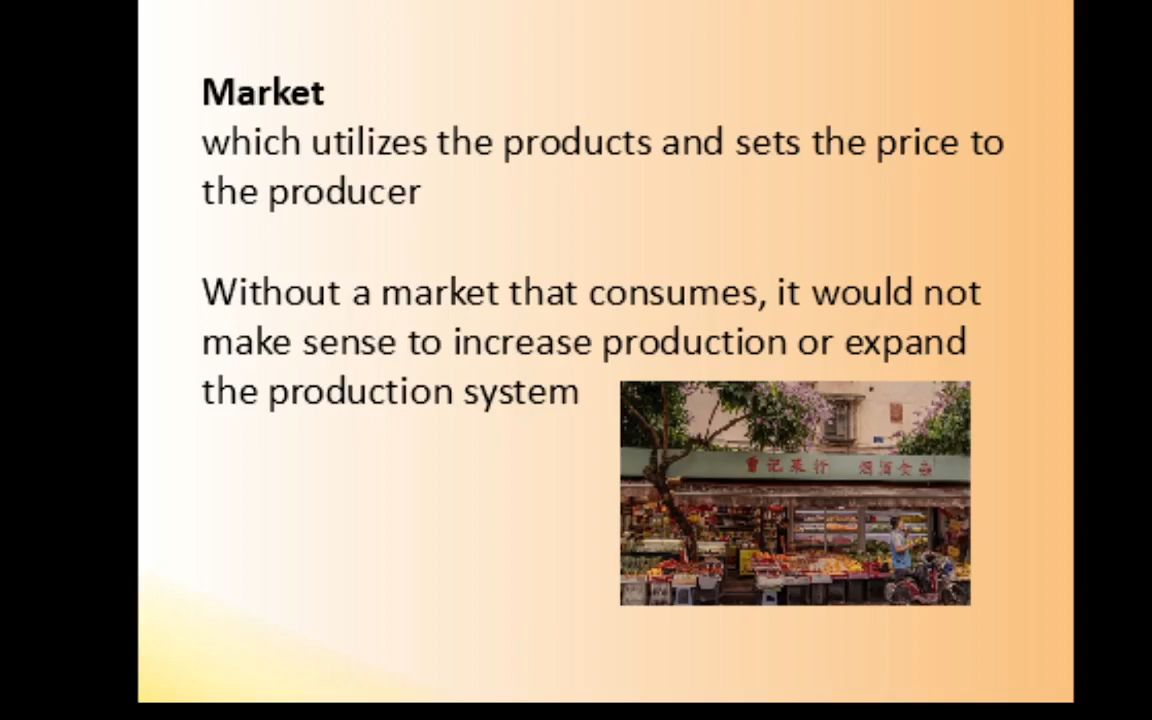 Market
which utilizes the products and sets the price to
the producer
Without a market that consumes, it would not
make sense to increase production or expand
the production system